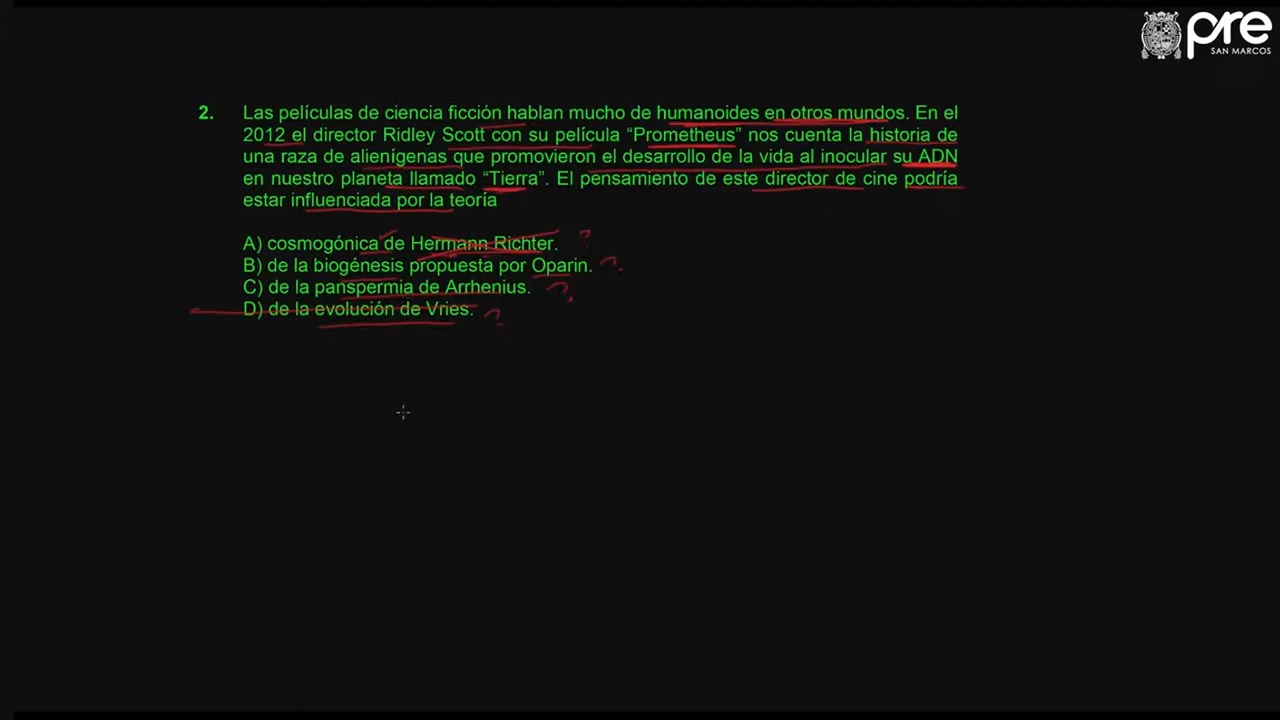 pre
SAN MARCOS
2. Las películas de ciencia ficción hablan mucho de humanoides en otros mundos. En el
2012 el director Ridley Scott con su película “Prometheus” nos cuenta la historia de
una raza de alienígenas que promovieron el desarrollo de la vida al inocular su ADN
en nuestro planeta llamado “Tierra”. El pensamiento de este director de cine podría
estar influenciada por la teoría
A) cosmogónica de Hermann Richter. ?
B) de la biogénesis propuesta por Oparin. ?
C) de la panspermia de Arrhenius. ?
D) de la evolución de Vries. ?